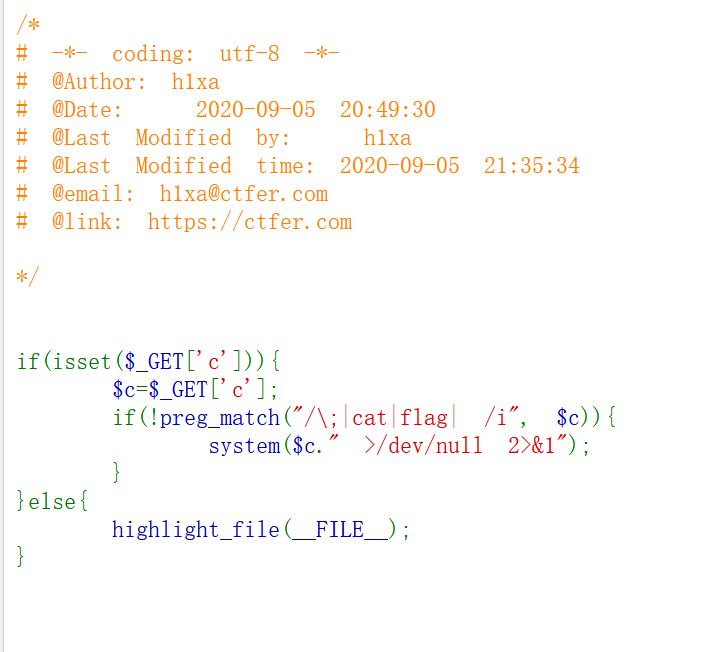 /*
# -*- coding: utf-8 -*-
# @Author: h1xa
# @Date:   2020-09-05 20:49:30
# @Last Modified by:   h1xa
# @Last Modified time: 2020-09-05 21:35:34
# @email: h1xa@ctfer.com
# @link: https://ctfer.com
*/
if(isset($_GET['c'])){
    $c=$_GET['c'];
    if(!preg_match("/\;|cat|flag| /i", $c)){
        system($c." >/dev/null 2>&1");
    }
}else{
    highlight_file(__FILE__);
}